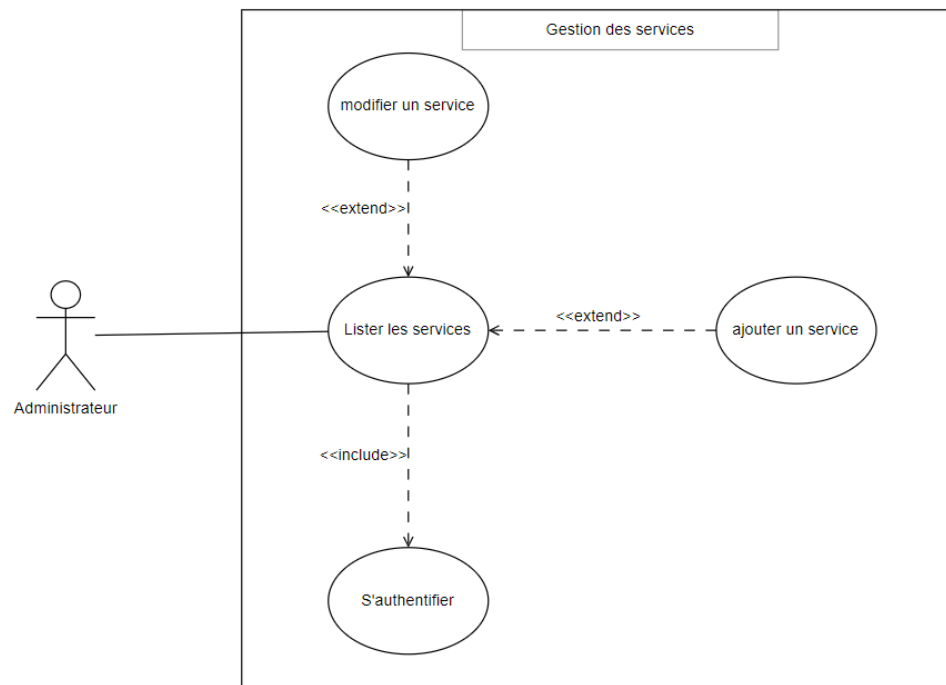 Gestion des services
modifier un service
<<extend>>
Lister les services
<<extend>>
ajouter un service
Administrateur
<<include>>
S'authentifier